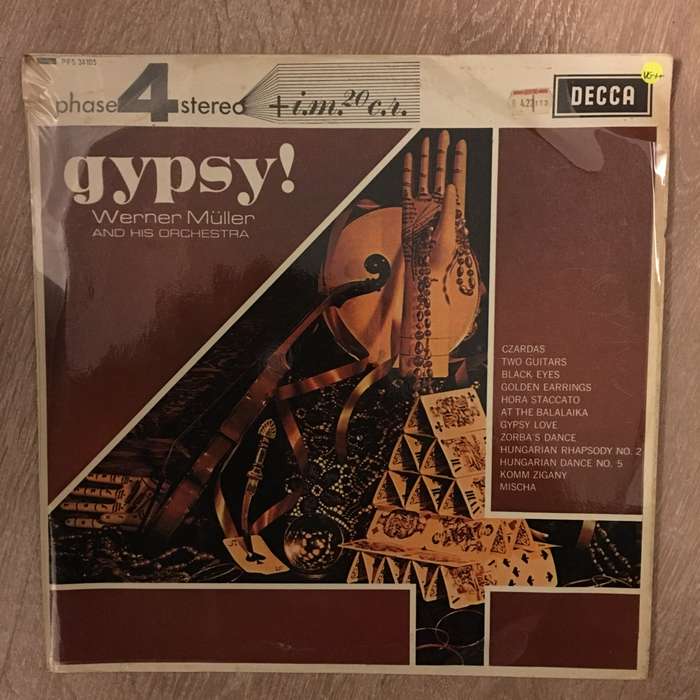 PFS 34105
phase 4 stereo
+i.m.20 c.r.
DECCA
gypsy!
Werner Müller
AND HIS ORCHESTRA
CZARDAS
TWO GUITARS
BLACK EYES
GOLDEN EARRINGS
HORA STACCATO
AT THE BALALAIKA
GYPSY LOVE
ZORBA'S DANCE
HUNGARIAN RHAPSODY NO. 2
HUNGARIAN DANCE NO. 5
KOMM ZIGANY
MISCHA